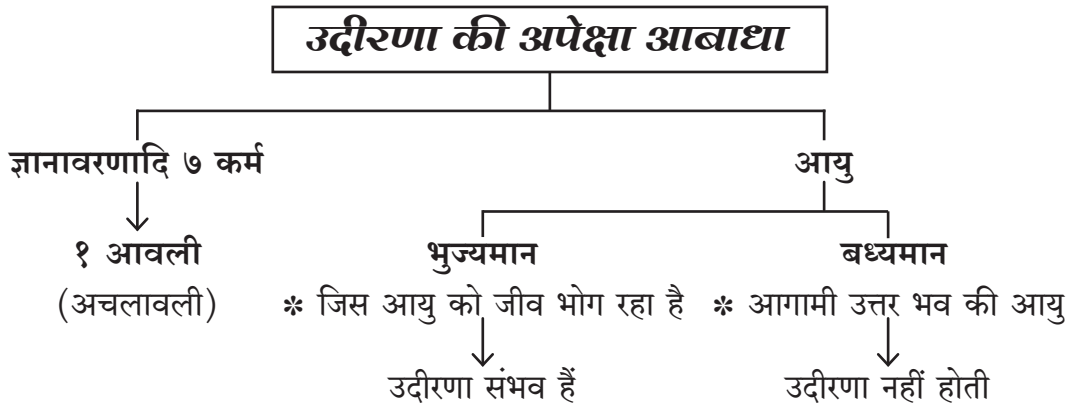 उदीरणा की अपेक्षा आबाधा
ज्ञानावरणादि ७ कर्म
आयु
१ आवली
(अचलावली)
भुज्यमान
* जिस आयु को जीव भोग रहा है
उदीरणा संभव हैं
बध्यमान
* आगामी उत्तर भव की आयु
उदीरणा नहीं होती